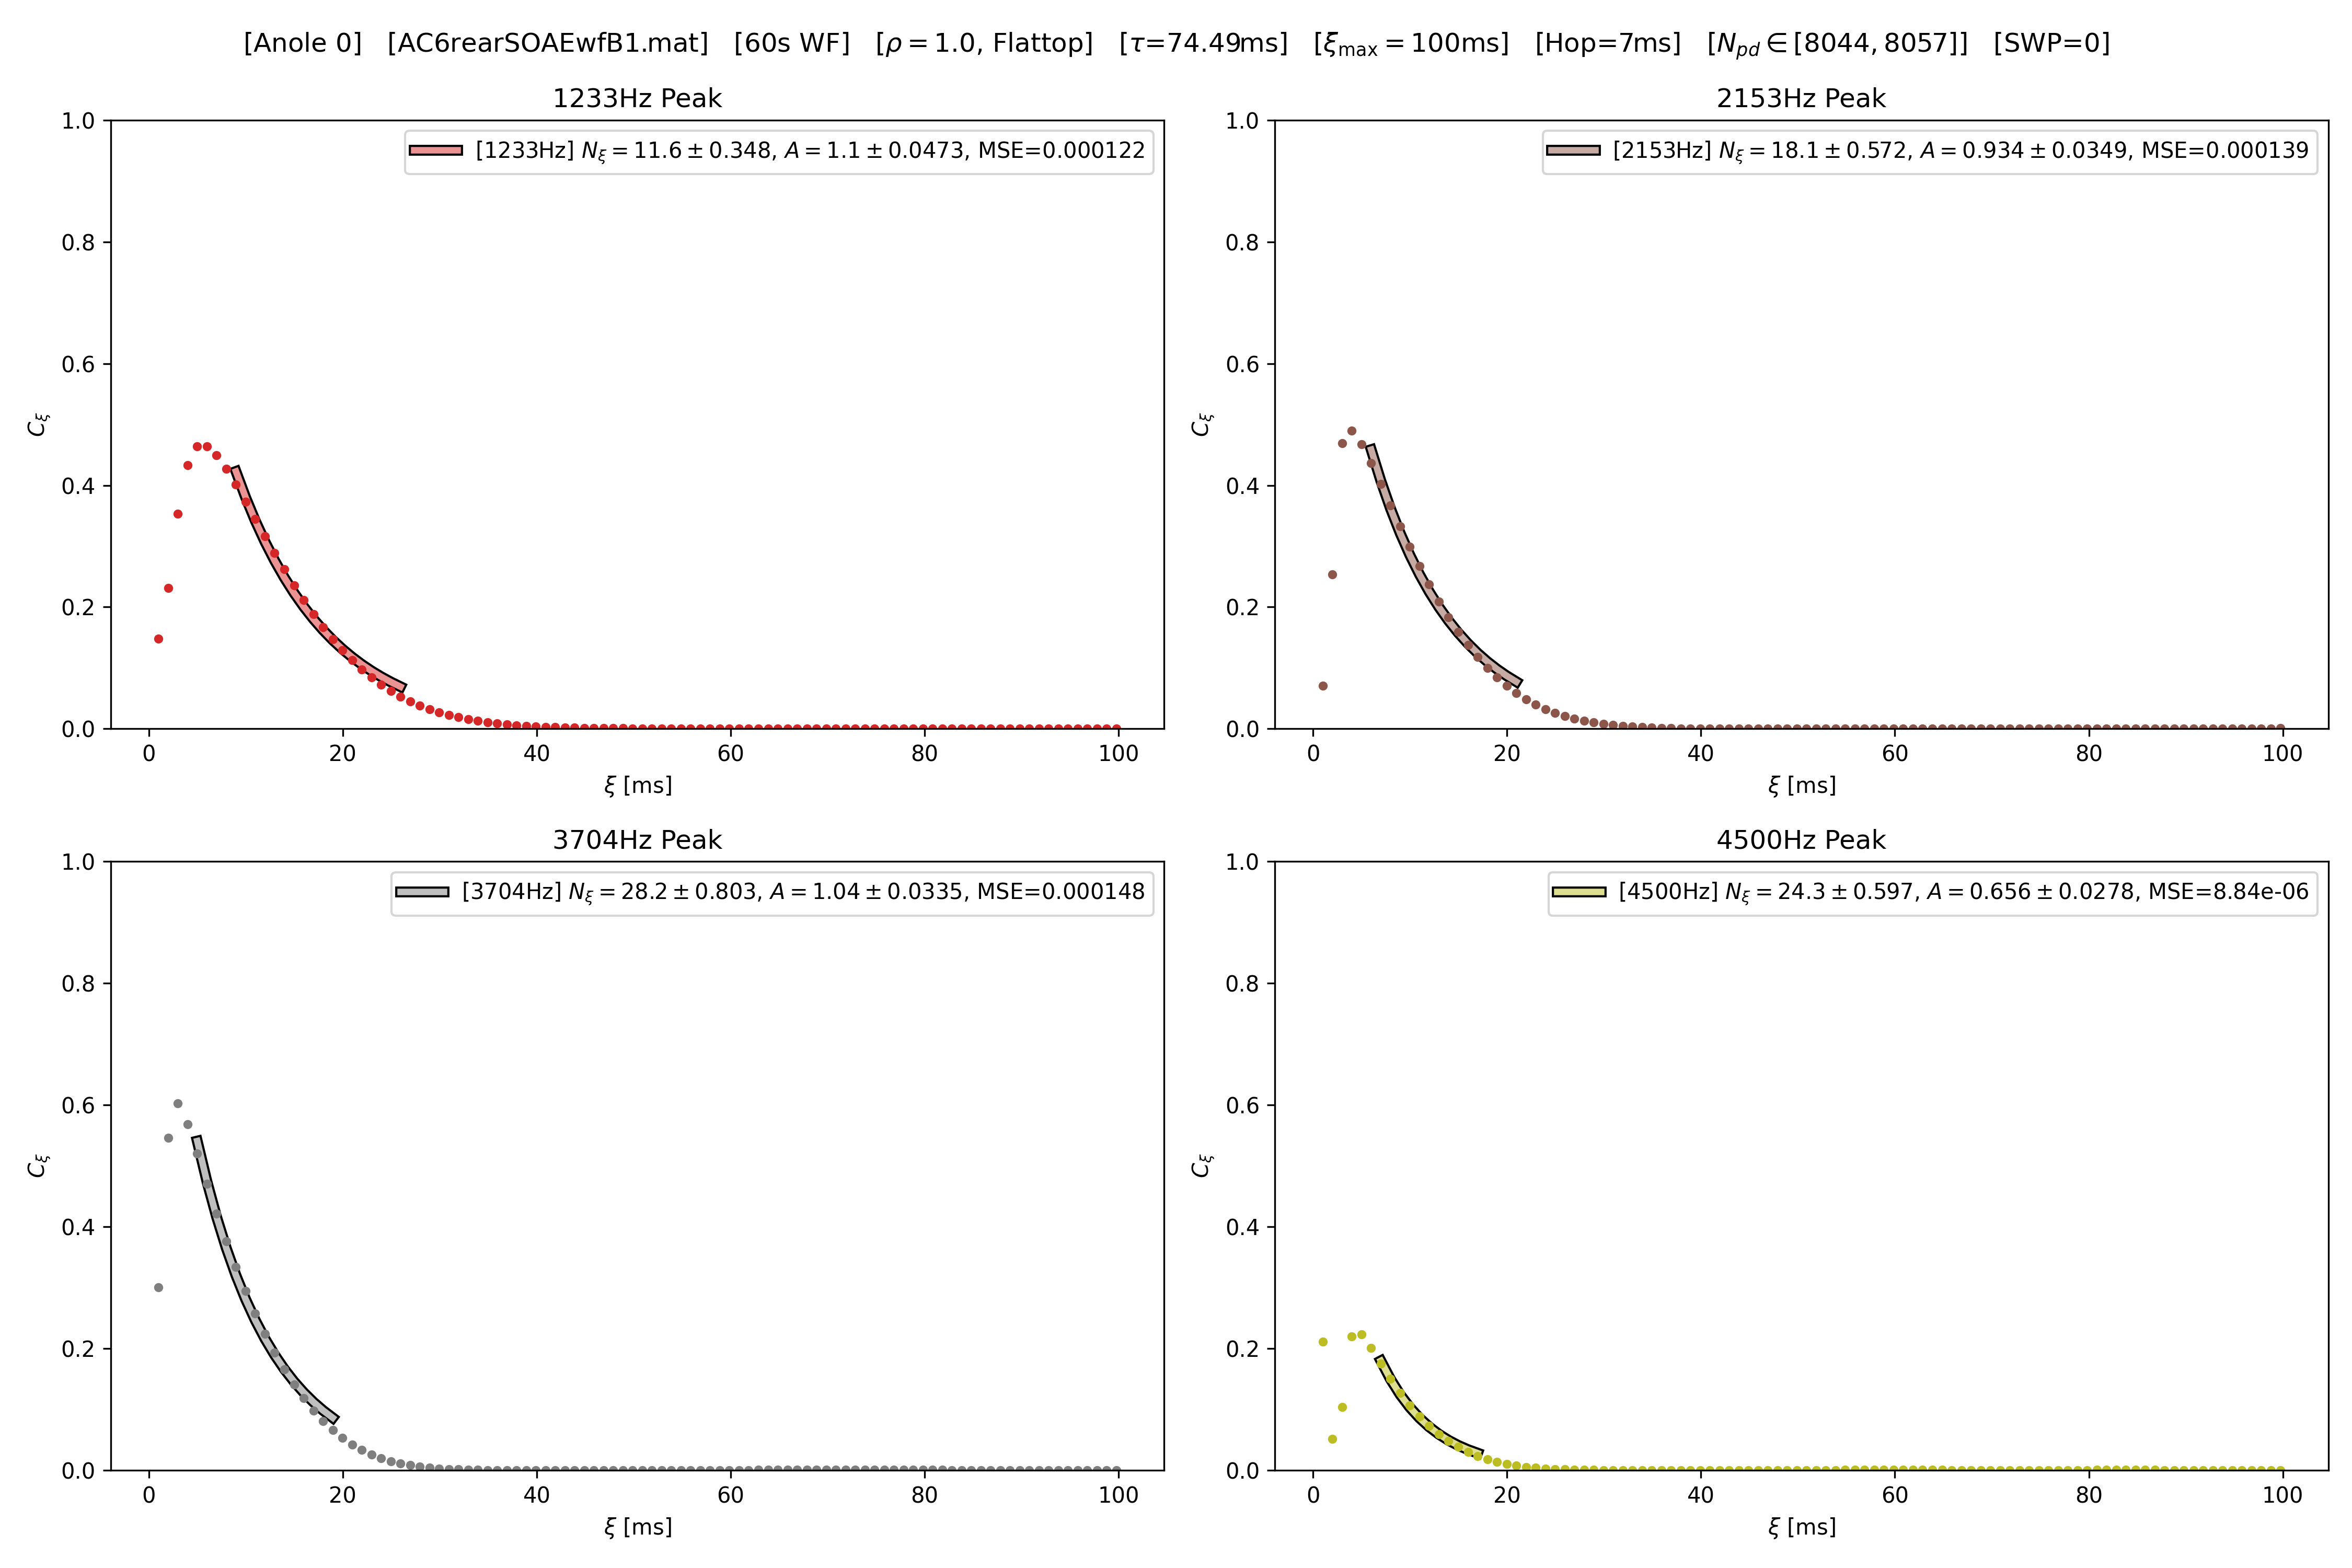 [Anole 0] [AC6rearSOAEwfB1.mat] [60s WF] [ρ = 1.0, Flattop] [τ=74.49ms] [ξmax = 100ms] [Hop=7ms] [Npd ∈ [8044, 8057]] [SWP=0]
1233Hz Peak
[1233Hz] Nξ = 11.6 ± 0.348, A = 1.1 ± 0.0473, MSE=0.000122
1.0
0.8
0.6
0.4
0.2
0.0
Cξ
0 20 40 60 80 100
ξ [ms]
2153Hz Peak
[2153Hz] Nξ = 18.1 ± 0.572, A = 0.934 ± 0.0349, MSE=0.000139
1.0
0.8
0.6
0.4
0.2
0.0
Cξ
0 20 40 60 80 100
ξ [ms]
3704Hz Peak
[3704Hz] Nξ = 28.2 ± 0.803, A = 1.04 ± 0.0335, MSE=0.000148
1.0
0.8
0.6
0.4
0.2
0.0
Cξ
0 20 40 60 80 100
ξ [ms]
4500Hz Peak
[4500Hz] Nξ = 24.3 ± 0.597, A = 0.656 ± 0.0278, MSE=8.84e-06
1.0
0.8
0.6
0.4
0.2
0.0
Cξ
0 20 40 60 80 100
ξ [ms]